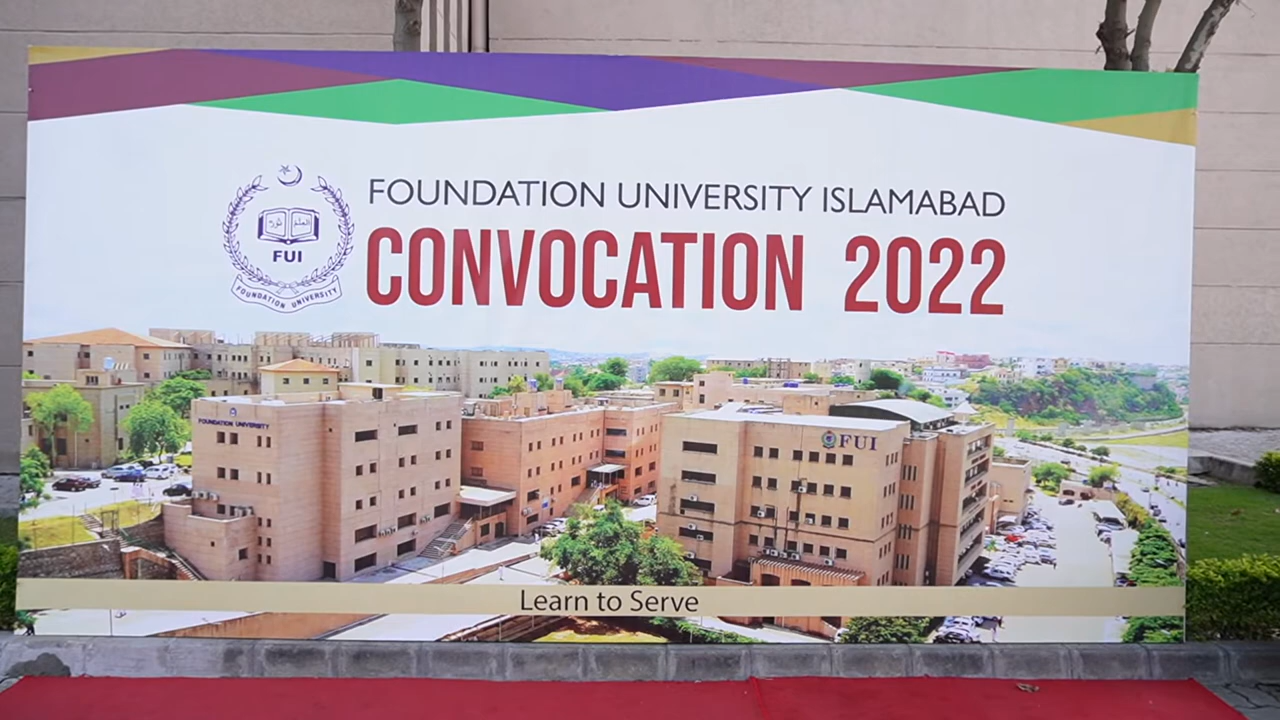 FOUNDATION UNIVERSITY ISLAMABAD
CONVOCATION 2022
FUI
FOUNDATION UNIVERSITY
FOUNDATION UNIVERSITY
FUI
Learn to Serve